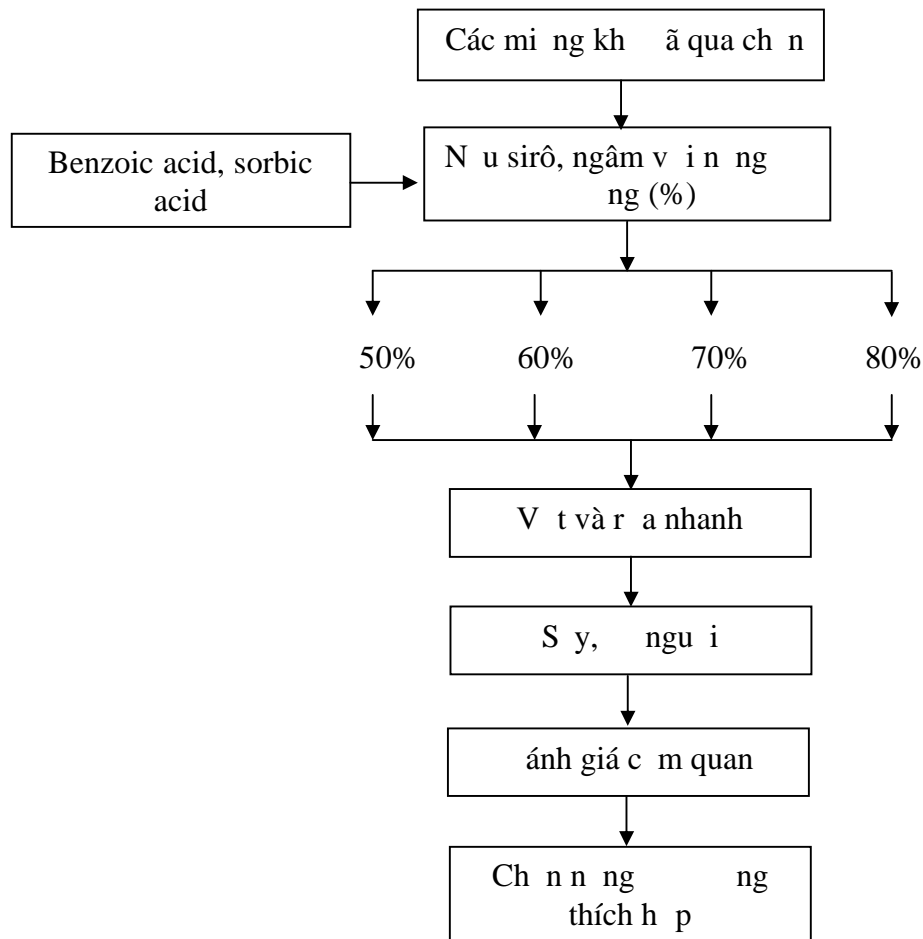 Các mi ng kh ã qua ch n
Benzoic acid, sorbic
acid
N u sirô, ngâm v i n ng
ng (%)
50% 60% 70% 80%
V t và r a nhanh
S y, ngu i
ánh giá c m quan
Ch n n ng ng
thích h p